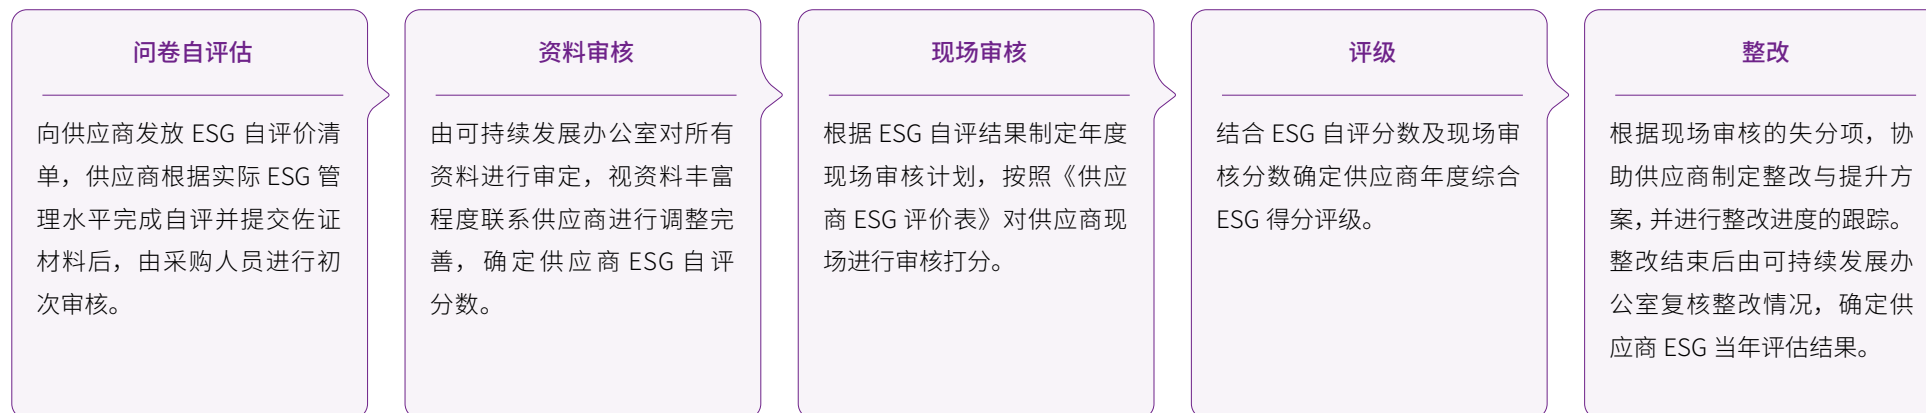 问卷自评估
向供应商发放 ESG 自评价清
单，供应商根据实际 ESG 管
理水平完成自评并提交佐证
材料后，由采购人员进行初
次审核。
资料审核
由可持续发展办公室对所有
资料进行审定，视资料丰富
程度联系供应商进行调整完
善，确定供应商 ESG 自评
分数。
现场审核
根据 ESG 自评结果制定年度
现场审核计划，按照《供应
商 ESG 评价表》对供应商现
场进行审核打分。
评级
结合 ESG 自评分数及现场审
核分数确定供应商年度综合
ESG 得分评级。
整改
根据现场审核的失分项，协
助供应商制定整改与提升方
案，并进行整改进度的跟踪。
整改结束后由可持续发展办
公室复核整改情况，确定供
应商 ESG 当年评估结果。